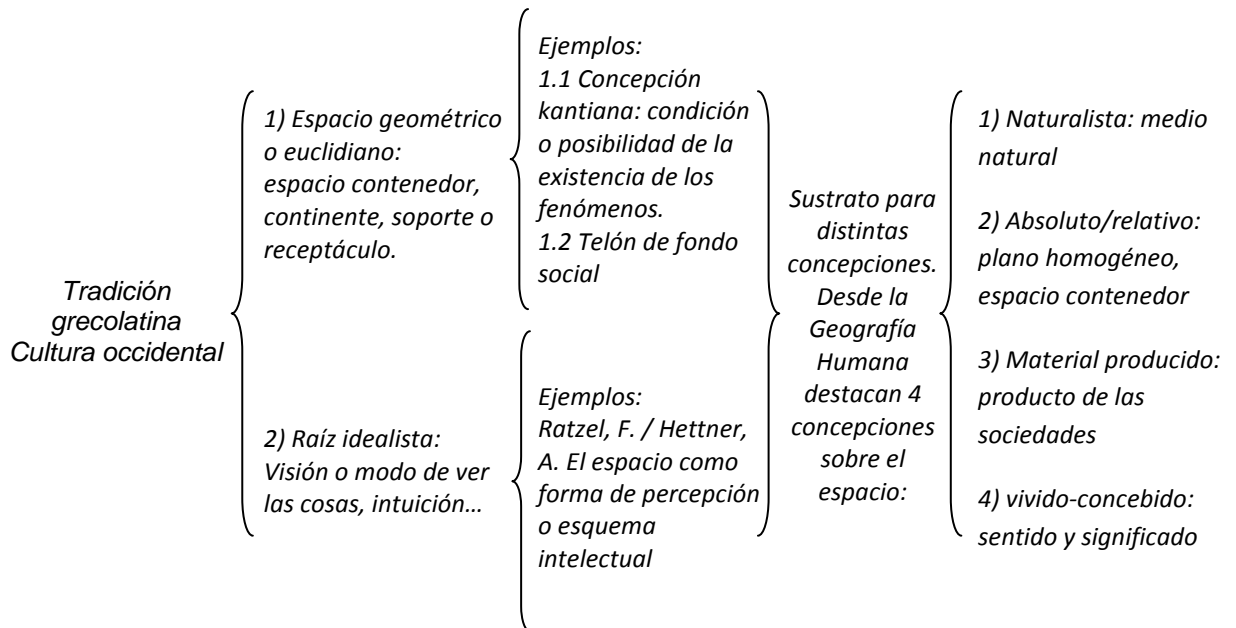 Tradición
grecolatina
Cultura occidental
1) Espacio geométrico
o euclidiano:
espacio contenedor,
continente, soporte o
receptáculo.
2) Raíz idealista:
Visión o modo de ver
las cosas, intuición…
Ejemplos:
1.1 Concepción
kantiana: condición
o posibilidad de la
existencia de los
fenómenos.
1.2 Telón de fondo
social
Ejemplos:
Ratzel, F. / Hettner,
A. El espacio como
forma de percepción
o esquema
intelectual
Sustrato para
distintas
concepciones.
Desde la
Geografía
Humana
destacan 4
concepciones
sobre el
espacio:
1) Naturalista: medio
natural
2) Absoluto/relativo:
plano homogéneo,
espacio contenedor
3) Material producido:
producto de las
sociedades
4) vivido-concebido:
sentido y significado